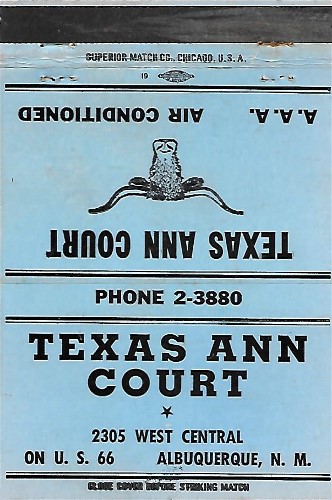 SUPERIOR MATCH CO., CHICAGO, U.S.A.
19
A.A.A. AIR CONDITIONED
TEXAS ANN COURT
PHONE 2-3880
TEXAS ANN
COURT
2305 WEST CENTRAL
ON U. S. 66 ALBUQUERQUE, N. M.
CLOSE COVER BEFORE STRIKING MATCH